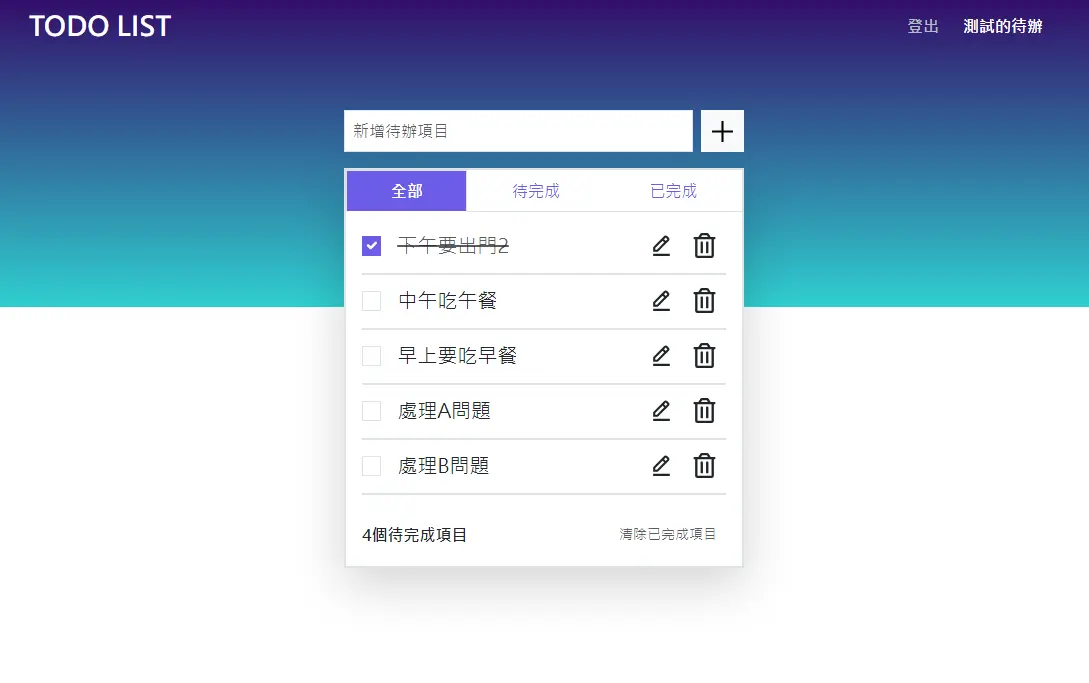 TODO LIST
登出 測試的待辦
新增待辦項目
全部 待完成 已完成
下午要出門2
中午吃午餐
早上要吃早餐
處理A問題
處理B問題
4個待完成項目 清除已完成項目